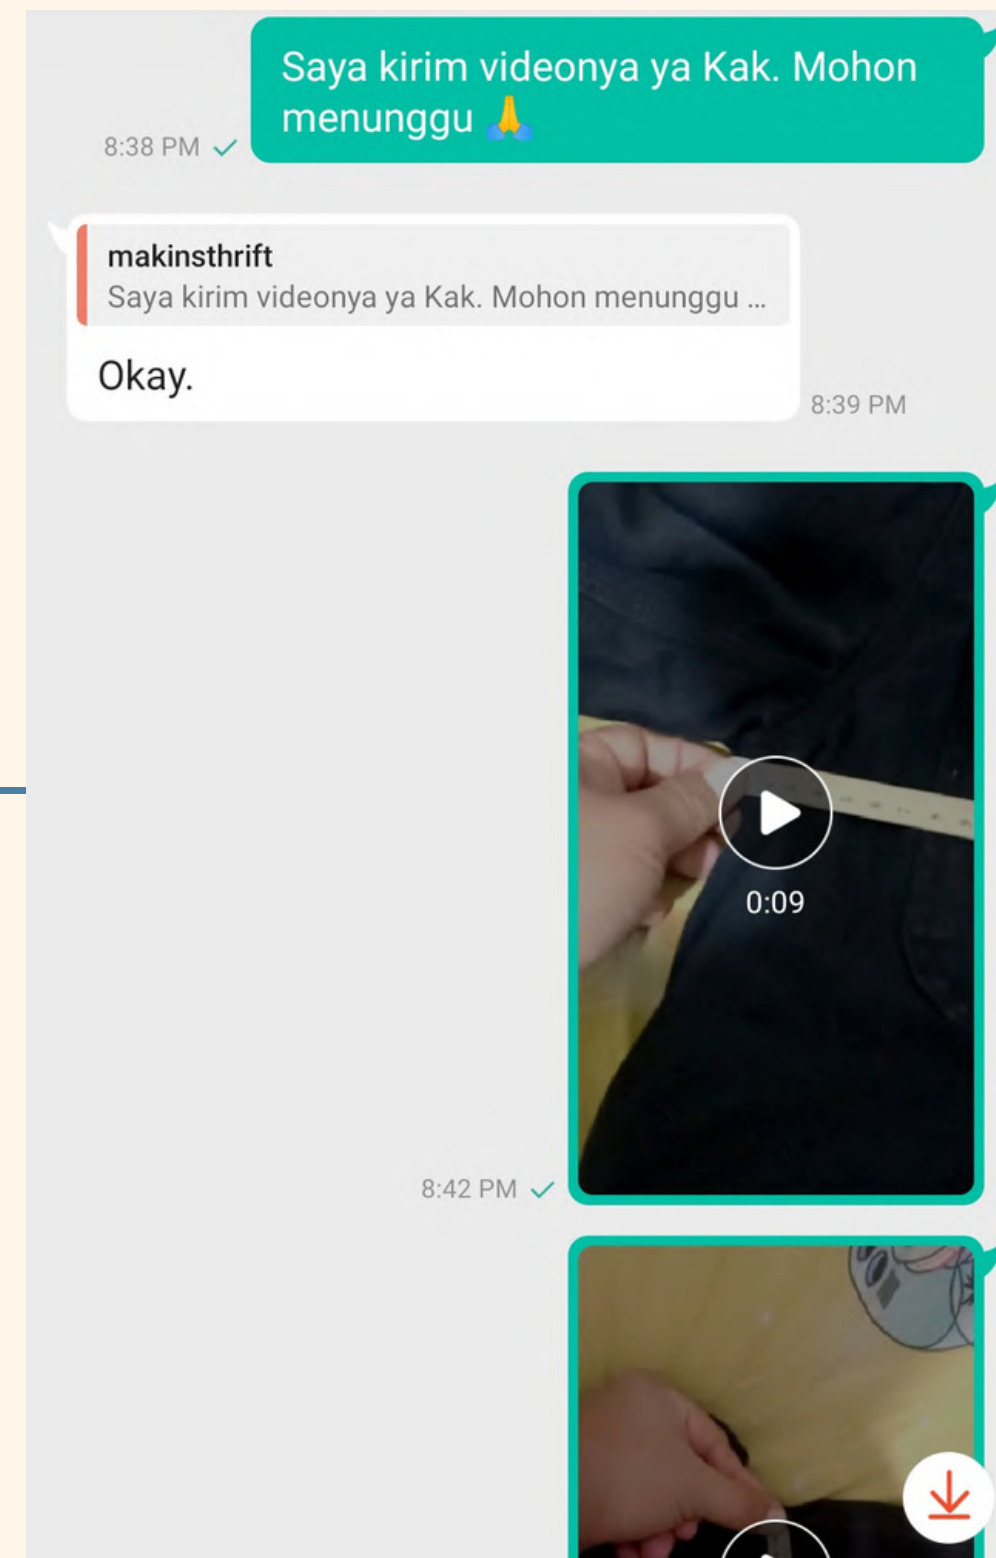 Saya kirim videonya ya Kak. Mohon
menunggu 🙏
8:38 PM
makinsthrift
Saya kirim videonya ya Kak. Mohon menunggu ...
Okay.
8:39 PM
0:09
8:42 PM